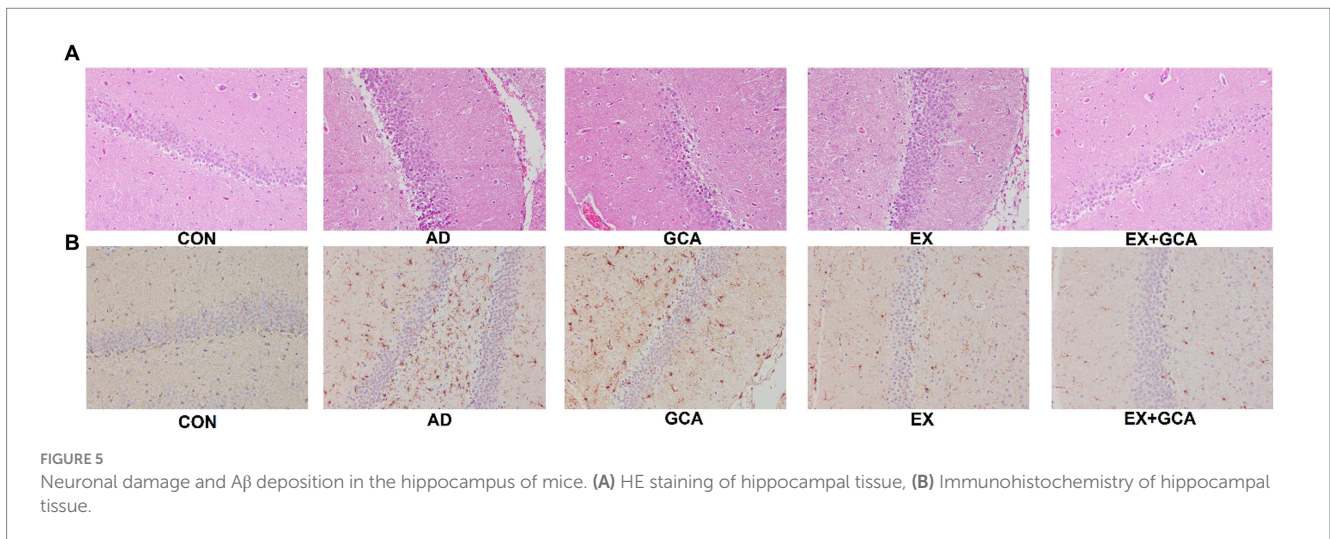 A
CON AD GCA EX EX+GCA
B
CON AD GCA EX EX+GCA
FIGURE 5
Neuronal damage and Aβ deposition in the hippocampus of mice. (A) HE staining of hippocampal tissue, (B) Immunohistochemistry of hippocampal
tissue.